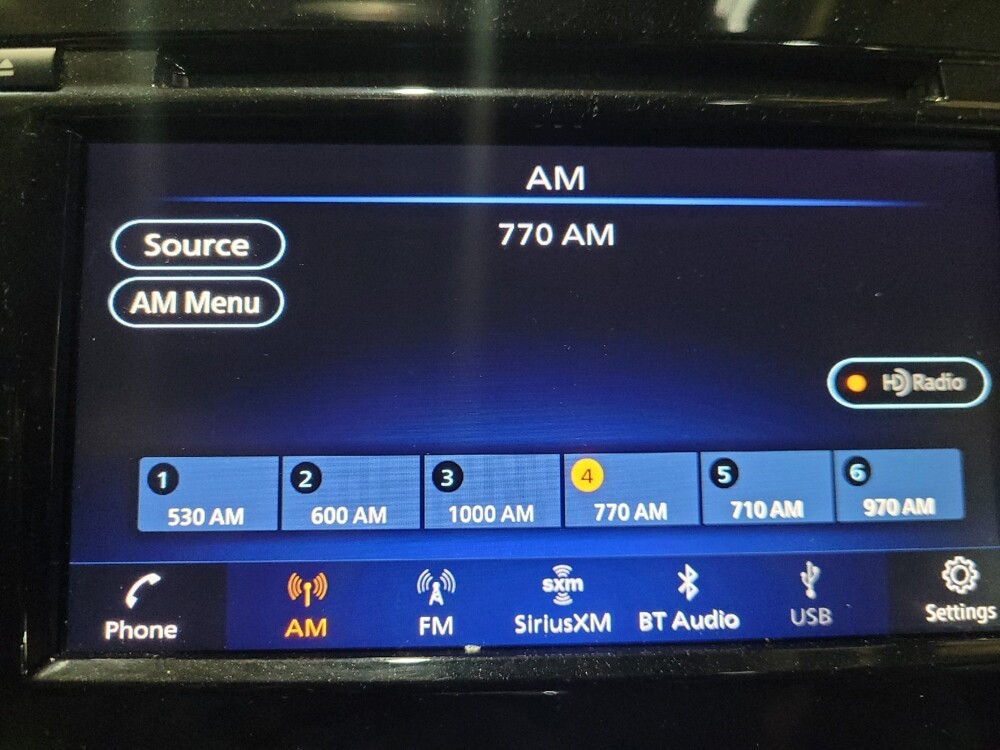 AM
770 AM
Source
AM Menu
HD Radio
1
530 AM
2
600 AM
3
1000 AM
4
770 AM
5
710 AM
6
970 AM
Phone
AM
FM
sxm
SiriusXM
BT Audio
USB
Settings